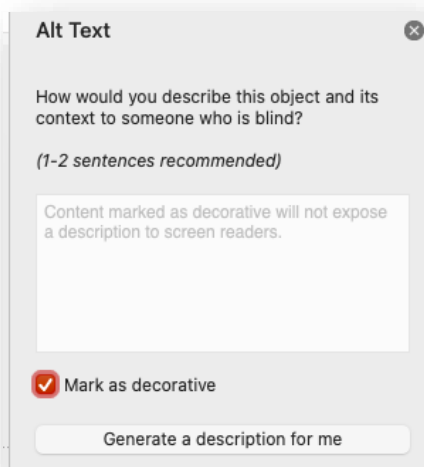 Alt Text
How would you describe this object and its
context to someone who is blind?
(1-2 sentences recommended)
Content marked as decorative will not expose
a description to screen readers.
Mark as decorative
Generate a description for me